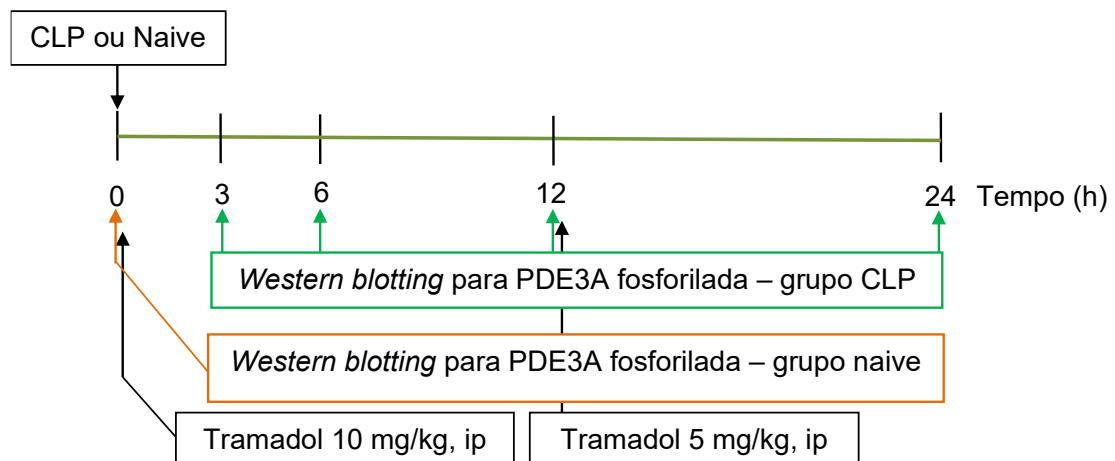 CLP ou Naive
0 3 6 12 24 Tempo (h)
Western blotting para PDE3A fosforilada – grupo CLP
Western blotting para PDE3A fosforilada – grupo naive
Tramadol 10 mg/kg, ip Tramadol 5 mg/kg, ip